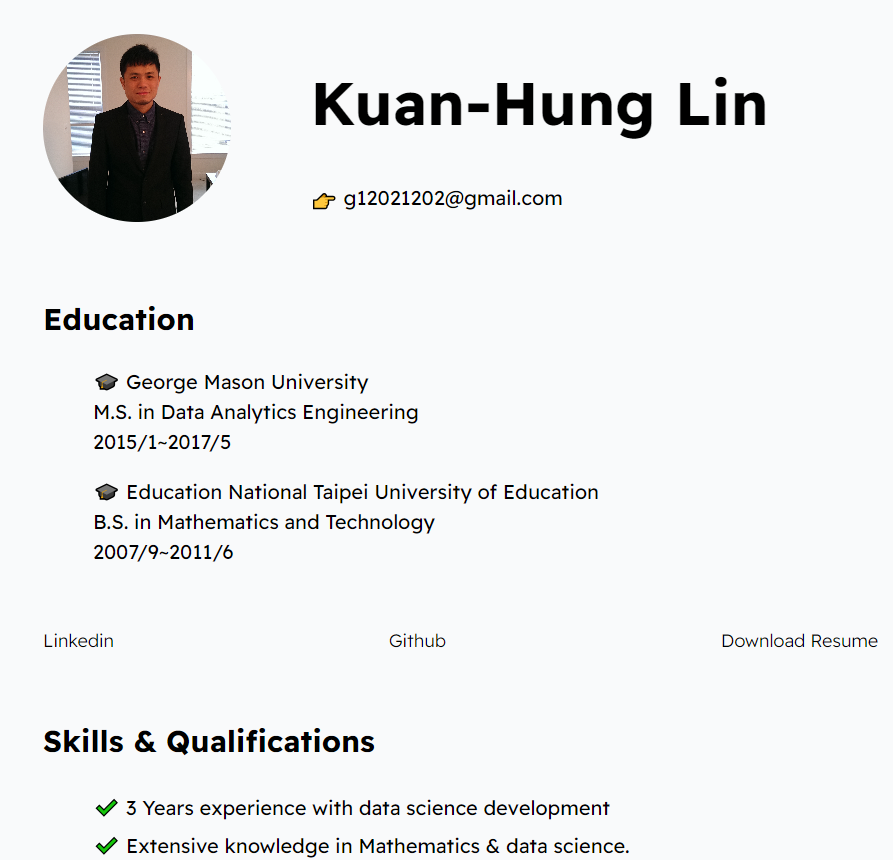 Kuan-Hung Lin
👉 g12021202@gmail.com
Education
🎓 George Mason University
M.S. in Data Analytics Engineering
2015/1~2017/5
🎓 Education National Taipei University of Education
B.S. in Mathematics and Technology
2007/9~2011/6
Linkedin Github Download Resume
Skills & Qualifications
✔️ 3 Years experience with data science development
✔️ Extensive knowledge in Mathematics & data science.